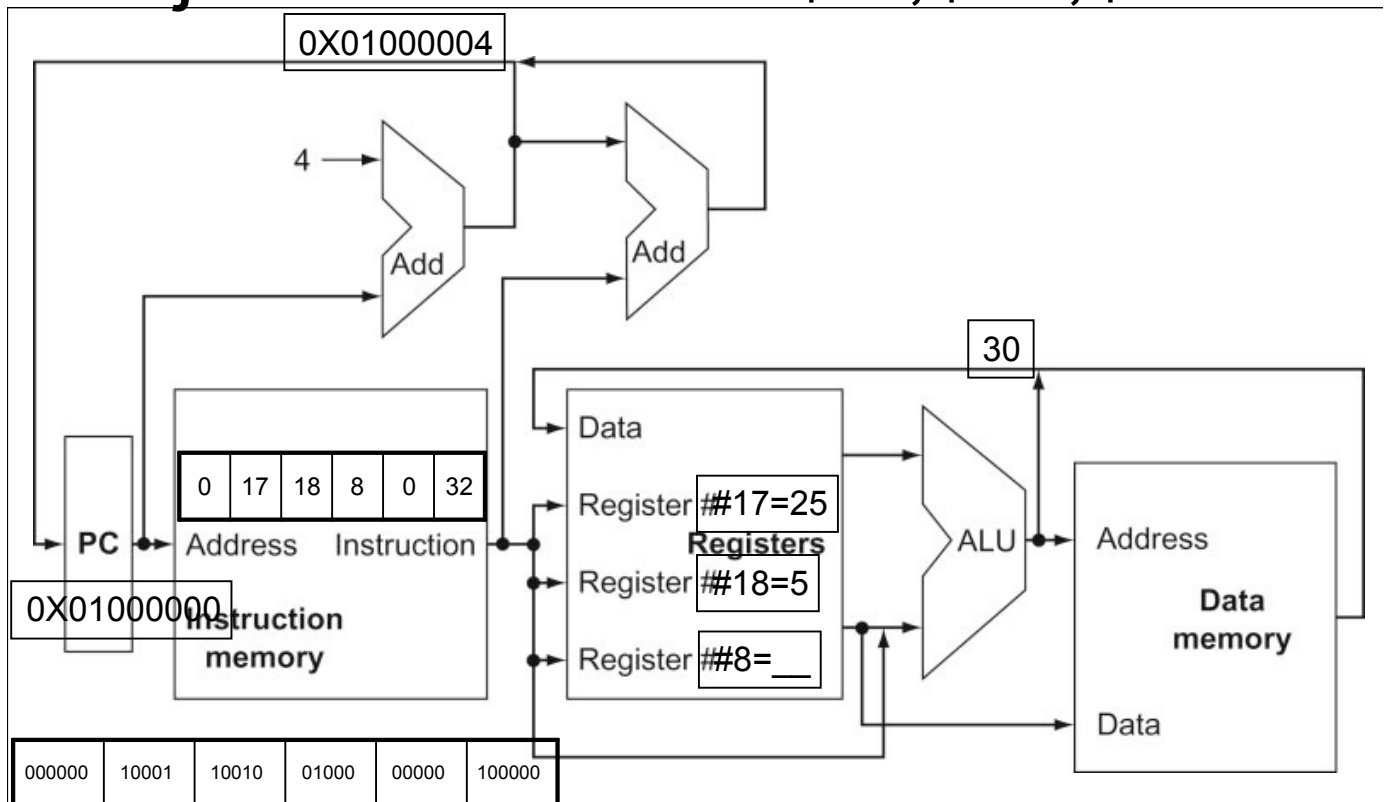 0X01000004
4
Add
Add
30
Data
0 17 18 8 0 32
Register ##17=25
PC
Address Instruction
Registers
ALU
Address
Register ##18=5
0X01000000
Instruction
memory
Data
memory
Register ##8=__
Data
000000 10001 10010 01000 00000 100000